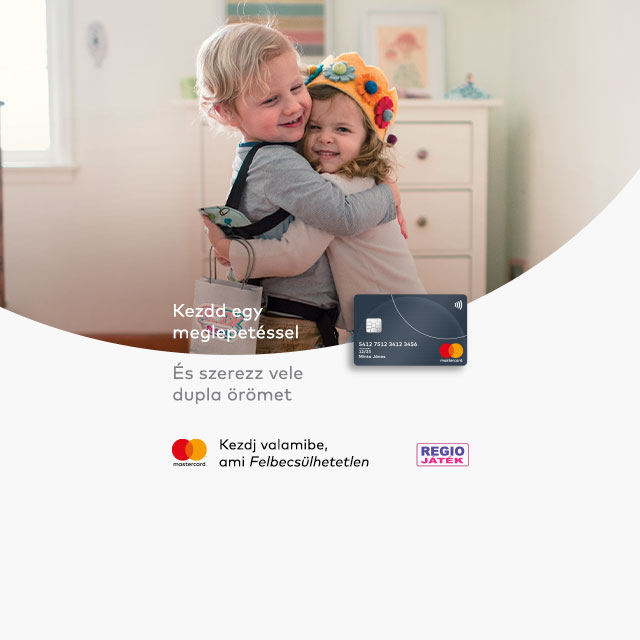 Kezdd egy
meglepetéssel
5412 7512 3412 3456
12/23
Minta János
mastercard
És szerezz vele
dupla örömet
mastercard
Kezdj valamibe,
ami Felbecsülhetetlen
REGIO
JÁTÉK